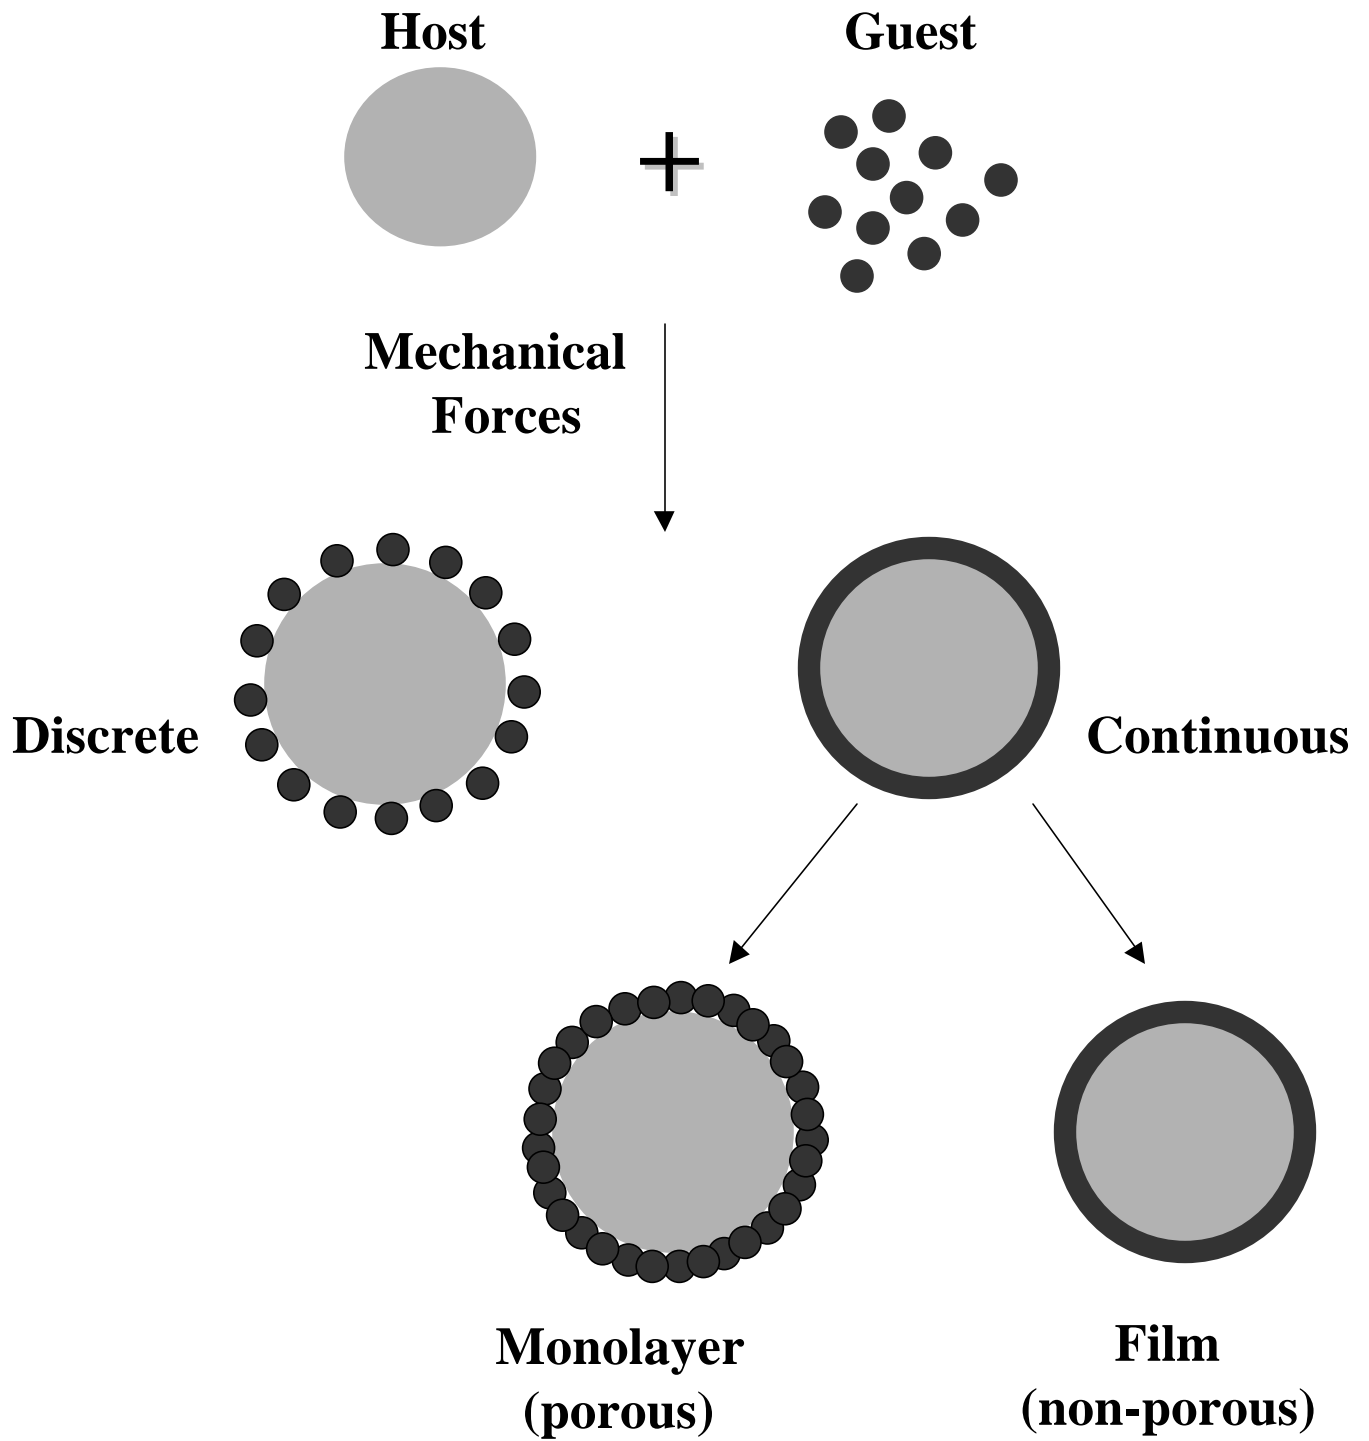 Host
Guest
+
Mechanical
Forces
Discrete
Continuous
Monolayer
(porous)
Film
(non-porous)